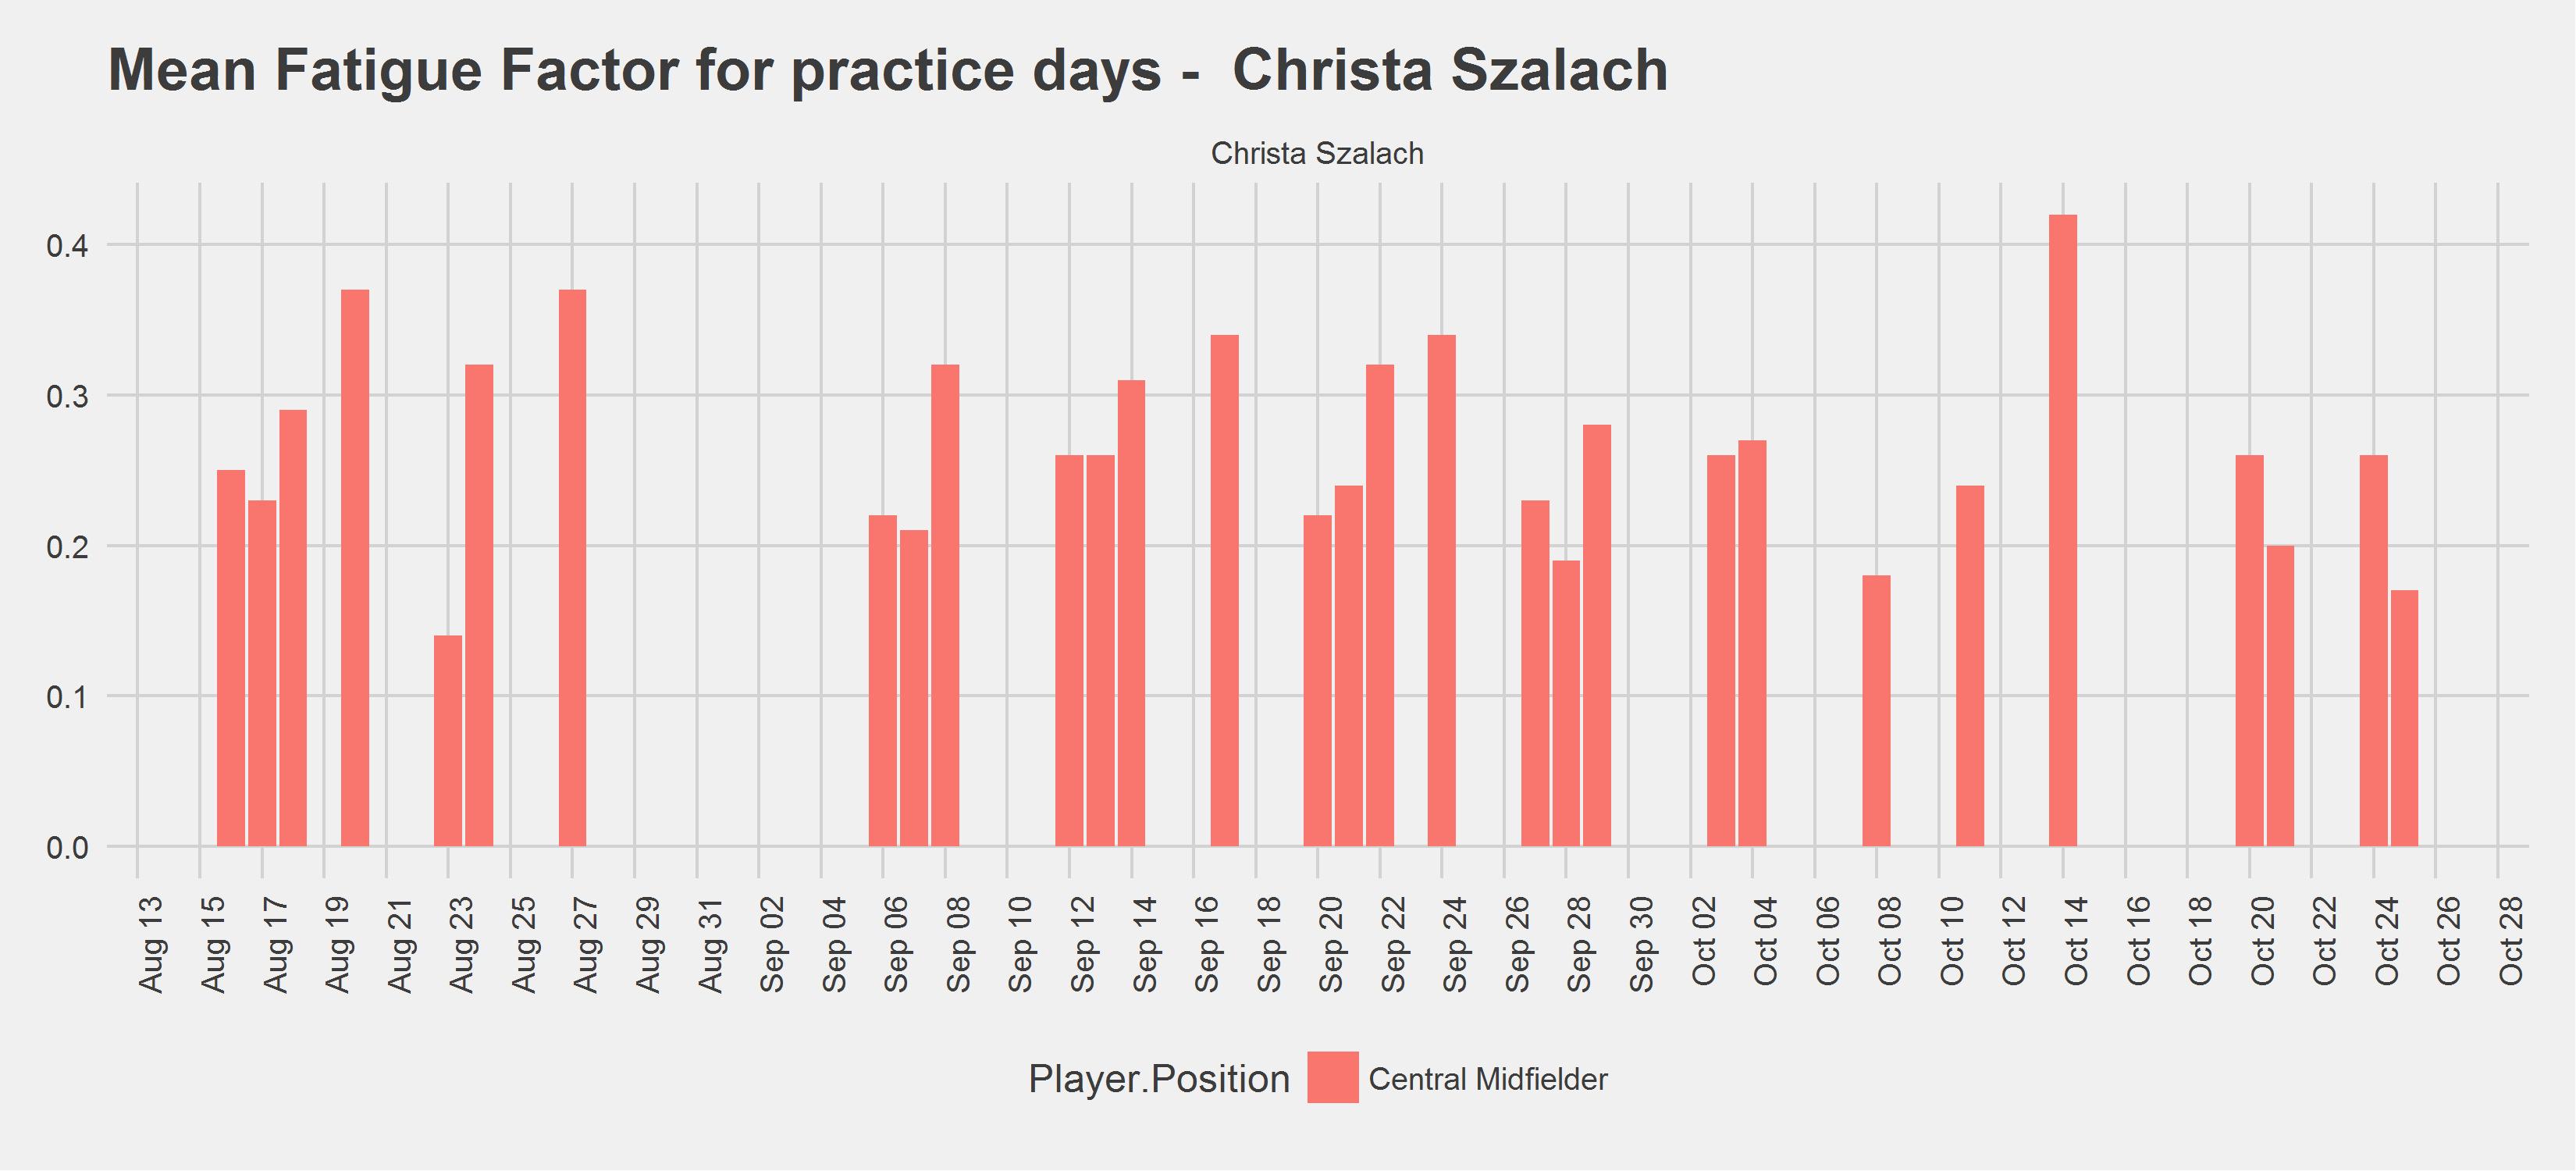 Mean Fatigue Factor for practice days -  Christa Szalach
Christa Szalach
0.4
0.3
0.2
0.1
0.0
Aug 13
Aug 15
Aug 17
Aug 19
Aug 21
Aug 23
Aug 25
Aug 27
Aug 29
Aug 31
Sep 02
Sep 04
Sep 06
Sep 08
Sep 10
Sep 12
Sep 14
Sep 16
Sep 18
Sep 20
Sep 22
Sep 24
Sep 26
Sep 28
Sep 30
Oct 02
Oct 04
Oct 06
Oct 08
Oct 10
Oct 12
Oct 14
Oct 16
Oct 18
Oct 20
Oct 22
Oct 24
Oct 26
Oct 28
Player.Position Central Midfielder